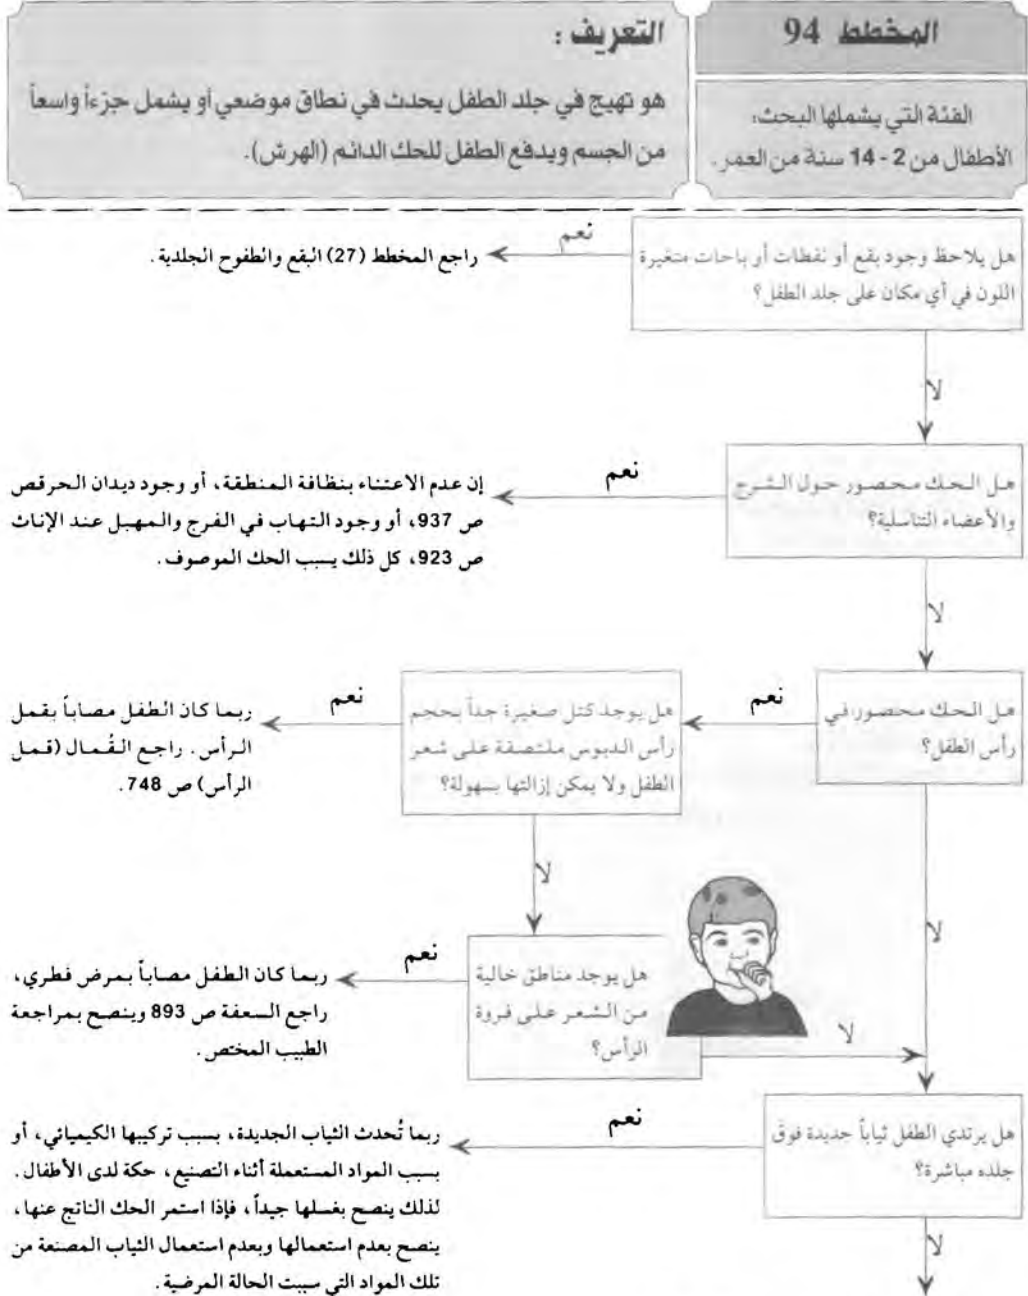 المخطط 94
الفئة التي يشملها البحث:
الأطفال من 2 - 14 سنة من العمر.
التعريف :
هو تهيج في جلد الطفل يحدث في نطاق موضعي أو يشمل جزءاً واسعاً
من الجسم ويدفع الطفل للحك الدائم (الهرش).
هل يلاحظ وجود بقع أو نفطات أو باحات متغيرة
اللون في أي مكان على جلد الطفل؟
نعم
راجع المخطط (27) البقع والطفوح الجلدية.
لا
هل الحك محصور حول الشرج
والأعضاء التناسلية؟
نعم
إن عدم الاعتناء بنظافة المنطقة، أو وجود ديدان الحرقص
ص 937، أو وجود التهاب في الفرج والمهبل عند الإناث
ص 923، كل ذلك يسبب الحك الموصوف.
لا
هل الحك محصور في
رأس الطفل؟
نعم
هل يوجد كتل صغيرة جداً بحجم
رأس الدبوس ملتصقة على شعر
الطفل ولا يمكن إزالتها بسهولة؟
نعم
ربما كان الطفل مصاباً بقمل
الرأس. راجع القُمال (قمل
الرأس) ص 748.
لا
لا
هل يوجد مناطق خالية
من الشعر على فروة
الرأس؟
نعم
ربما كان الطفل مصاباً بمرض فطري،
راجع السعفة ص 893 وينصح بمراجعة
الطبيب المختص.
لا
هل يرتدي الطفل ثياباً جديدة فوق
جلده مباشرة؟
نعم
ربما تُحدث الثياب الجديدة، بسبب تركيبها الكيميائي، أو
بسبب المواد المستعملة أثناء التصنيع، حكة لدى الأطفال.
لذلك ينصح بغسلها جيداً، فإذا استمر الحك الناتج عنها،
ينصح بعدم استعمالها وبعدم استعمال الثياب المصنعة من
تلك المواد التي سببت الحالة المرضية.
لا